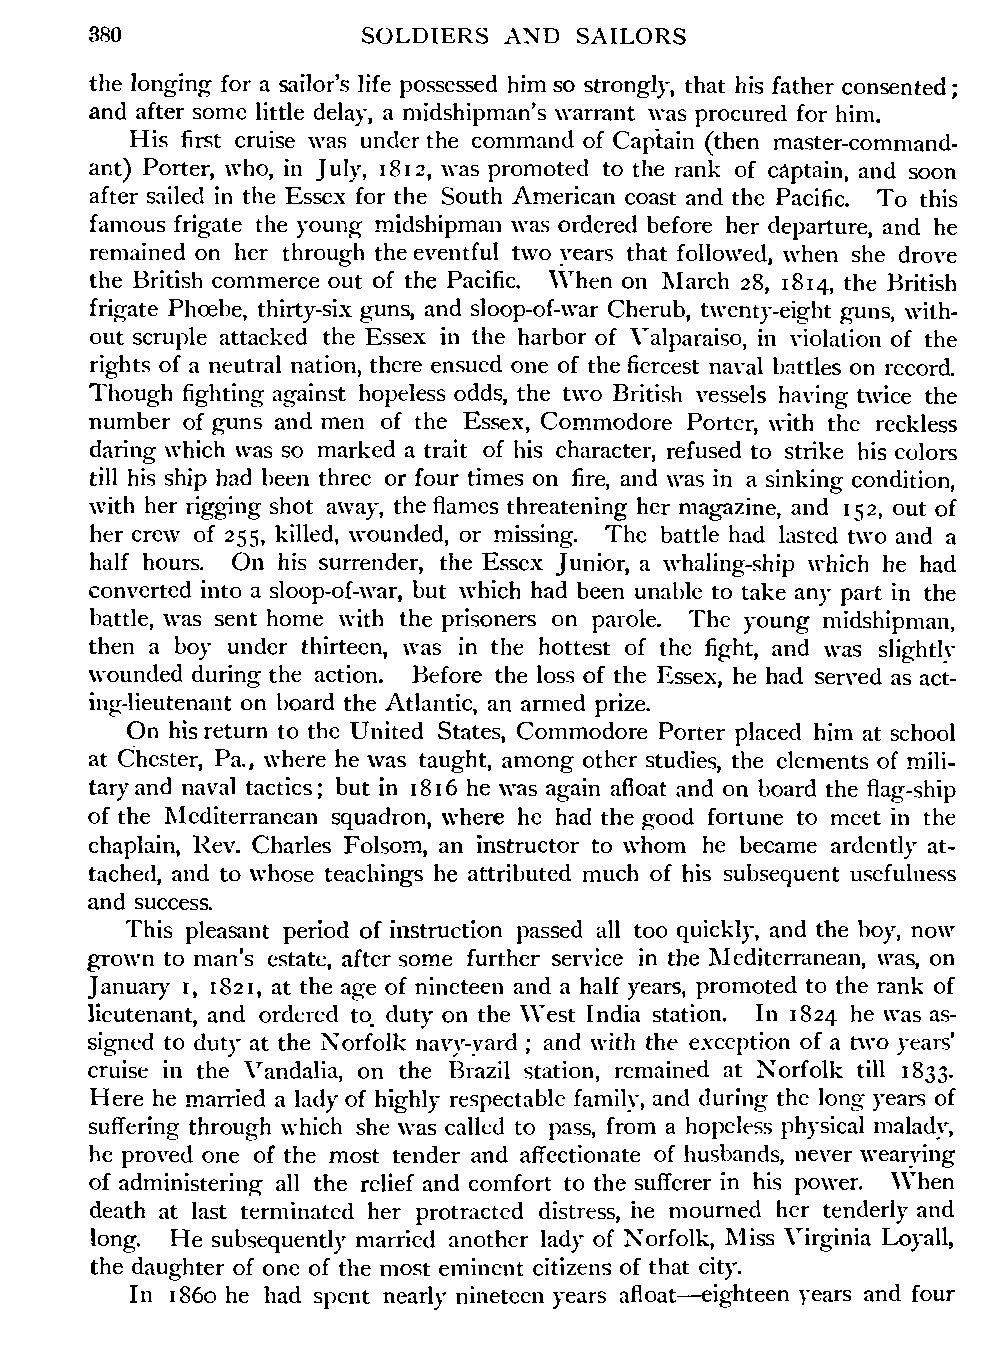 380 SOLDIERS AND SAILORS
the longing for a sailor's life possessed him so strongly, that his father consented;
and after some little delay, a midshipman's warrant was procured for him.
His first cruise was under the command of Captain (then master-command-
ant) Porter, who, in July, 1812, was promoted to the rank of captain, and soon
after sailed in the Essex for the South American coast and the Pacific. To this
famous frigate the young midshipman was ordered before her departure, and he
remained on her through the eventful two years that followed, when she drove
the British commerce out of the Pacific. When on March 28, 1814, the British
frigate Phœbe, thirty-six guns, and sloop-of-war Cherub, twenty-eight guns, with-
out scruple attacked the Essex in the harbor of Valparaiso, in violation of the
rights of a neutral nation, there ensued one of the fiercest naval battles on record.
Though fighting against hopeless odds, the two British vessels having twice the
number of guns and men of the Essex, Commodore Porter, with the reckless
daring which was so marked a trait of his character, refused to strike his colors
till his ship had been three or four times on fire, and was in a sinking condition,
with her rigging shot away, the flames threatening her magazine, and 152, out of
her crew of 255, killed, wounded, or missing. The battle had lasted two and a
half hours. On his surrender, the Essex Junior, a whaling-ship which he had
converted into a sloop-of-war, but which had been unable to take any part in the
battle, was sent home with the prisoners on parole. The young midshipman,
then a boy under thirteen, was in the hottest of the fight, and was slightly
wounded during the action. Before the loss of the Essex, he had served as act-
ing-lieutenant on board the Atlantic, an armed prize.
On his return to the United States, Commodore Porter placed him at school
at Chester, Pa., where he was taught, among other studies, the elements of mili-
tary and naval tactics; but in 1816 he was again afloat and on board the flag-ship
of the Mediterranean squadron, where he had the good fortune to meet in the
chaplain, Rev. Charles Folsom, an instructor to whom he became ardently at-
tached, and to whose teachings he attributed much of his subsequent usefulness
and success.
This pleasant period of instruction passed all too quickly, and the boy, now
grown to man's estate, after some further service in the Mediterranean, was, on
January 1, 1821, at the age of nineteen and a half years, promoted to the rank of
lieutenant, and ordered to duty on the West India station. In 1824 he was as-
signed to duty at the Norfolk navy-yard; and with the exception of a two years'
cruise in the Vandalia, on the Brazil station, remained at Norfolk till 1833.
Here he married a lady of highly respectable family, and during the long years of
suffering through which she was called to pass, from a hopeless physical malady,
he proved one of the most tender and affectionate of husbands, never wearying
of administering all the relief and comfort to the sufferer in his power. When
death at last terminated her protracted distress, he mourned her tenderly and
long. He subsequently married another lady of Norfolk, Miss Virginia Loyall,
the daughter of one of the most eminent citizens of that city.
In 1860 he had spent nearly nineteen years afloat—eighteen years and four